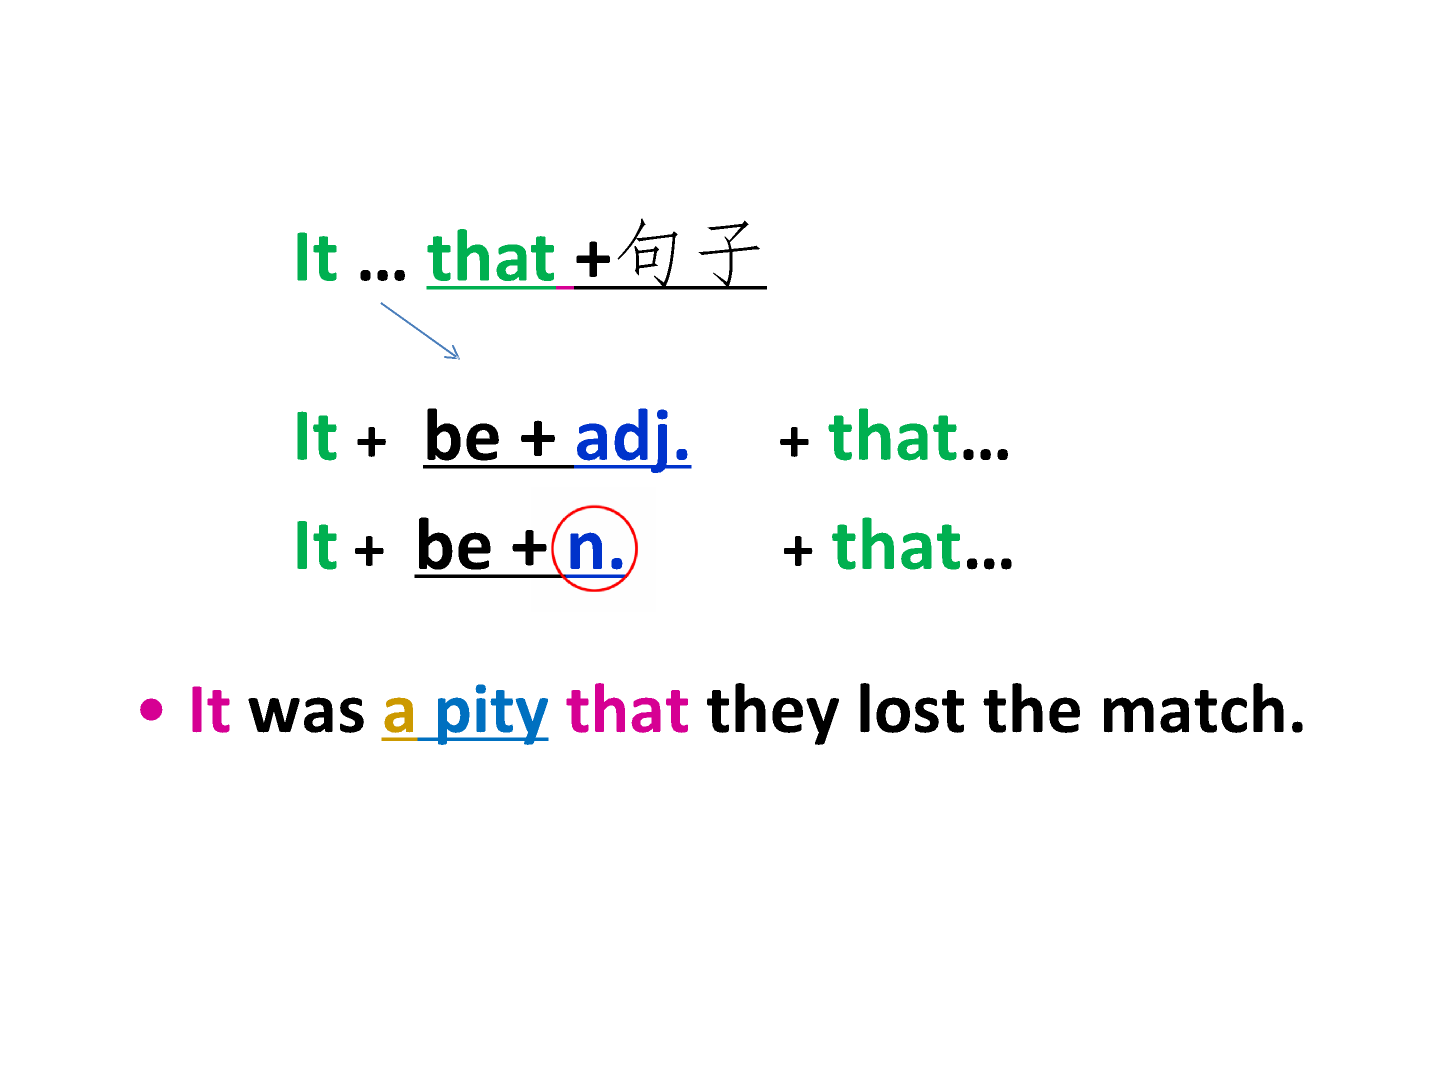 It … that +句子
It + be + adj. + that…
It + be + n. + that…
• It was a pity that they lost the match.